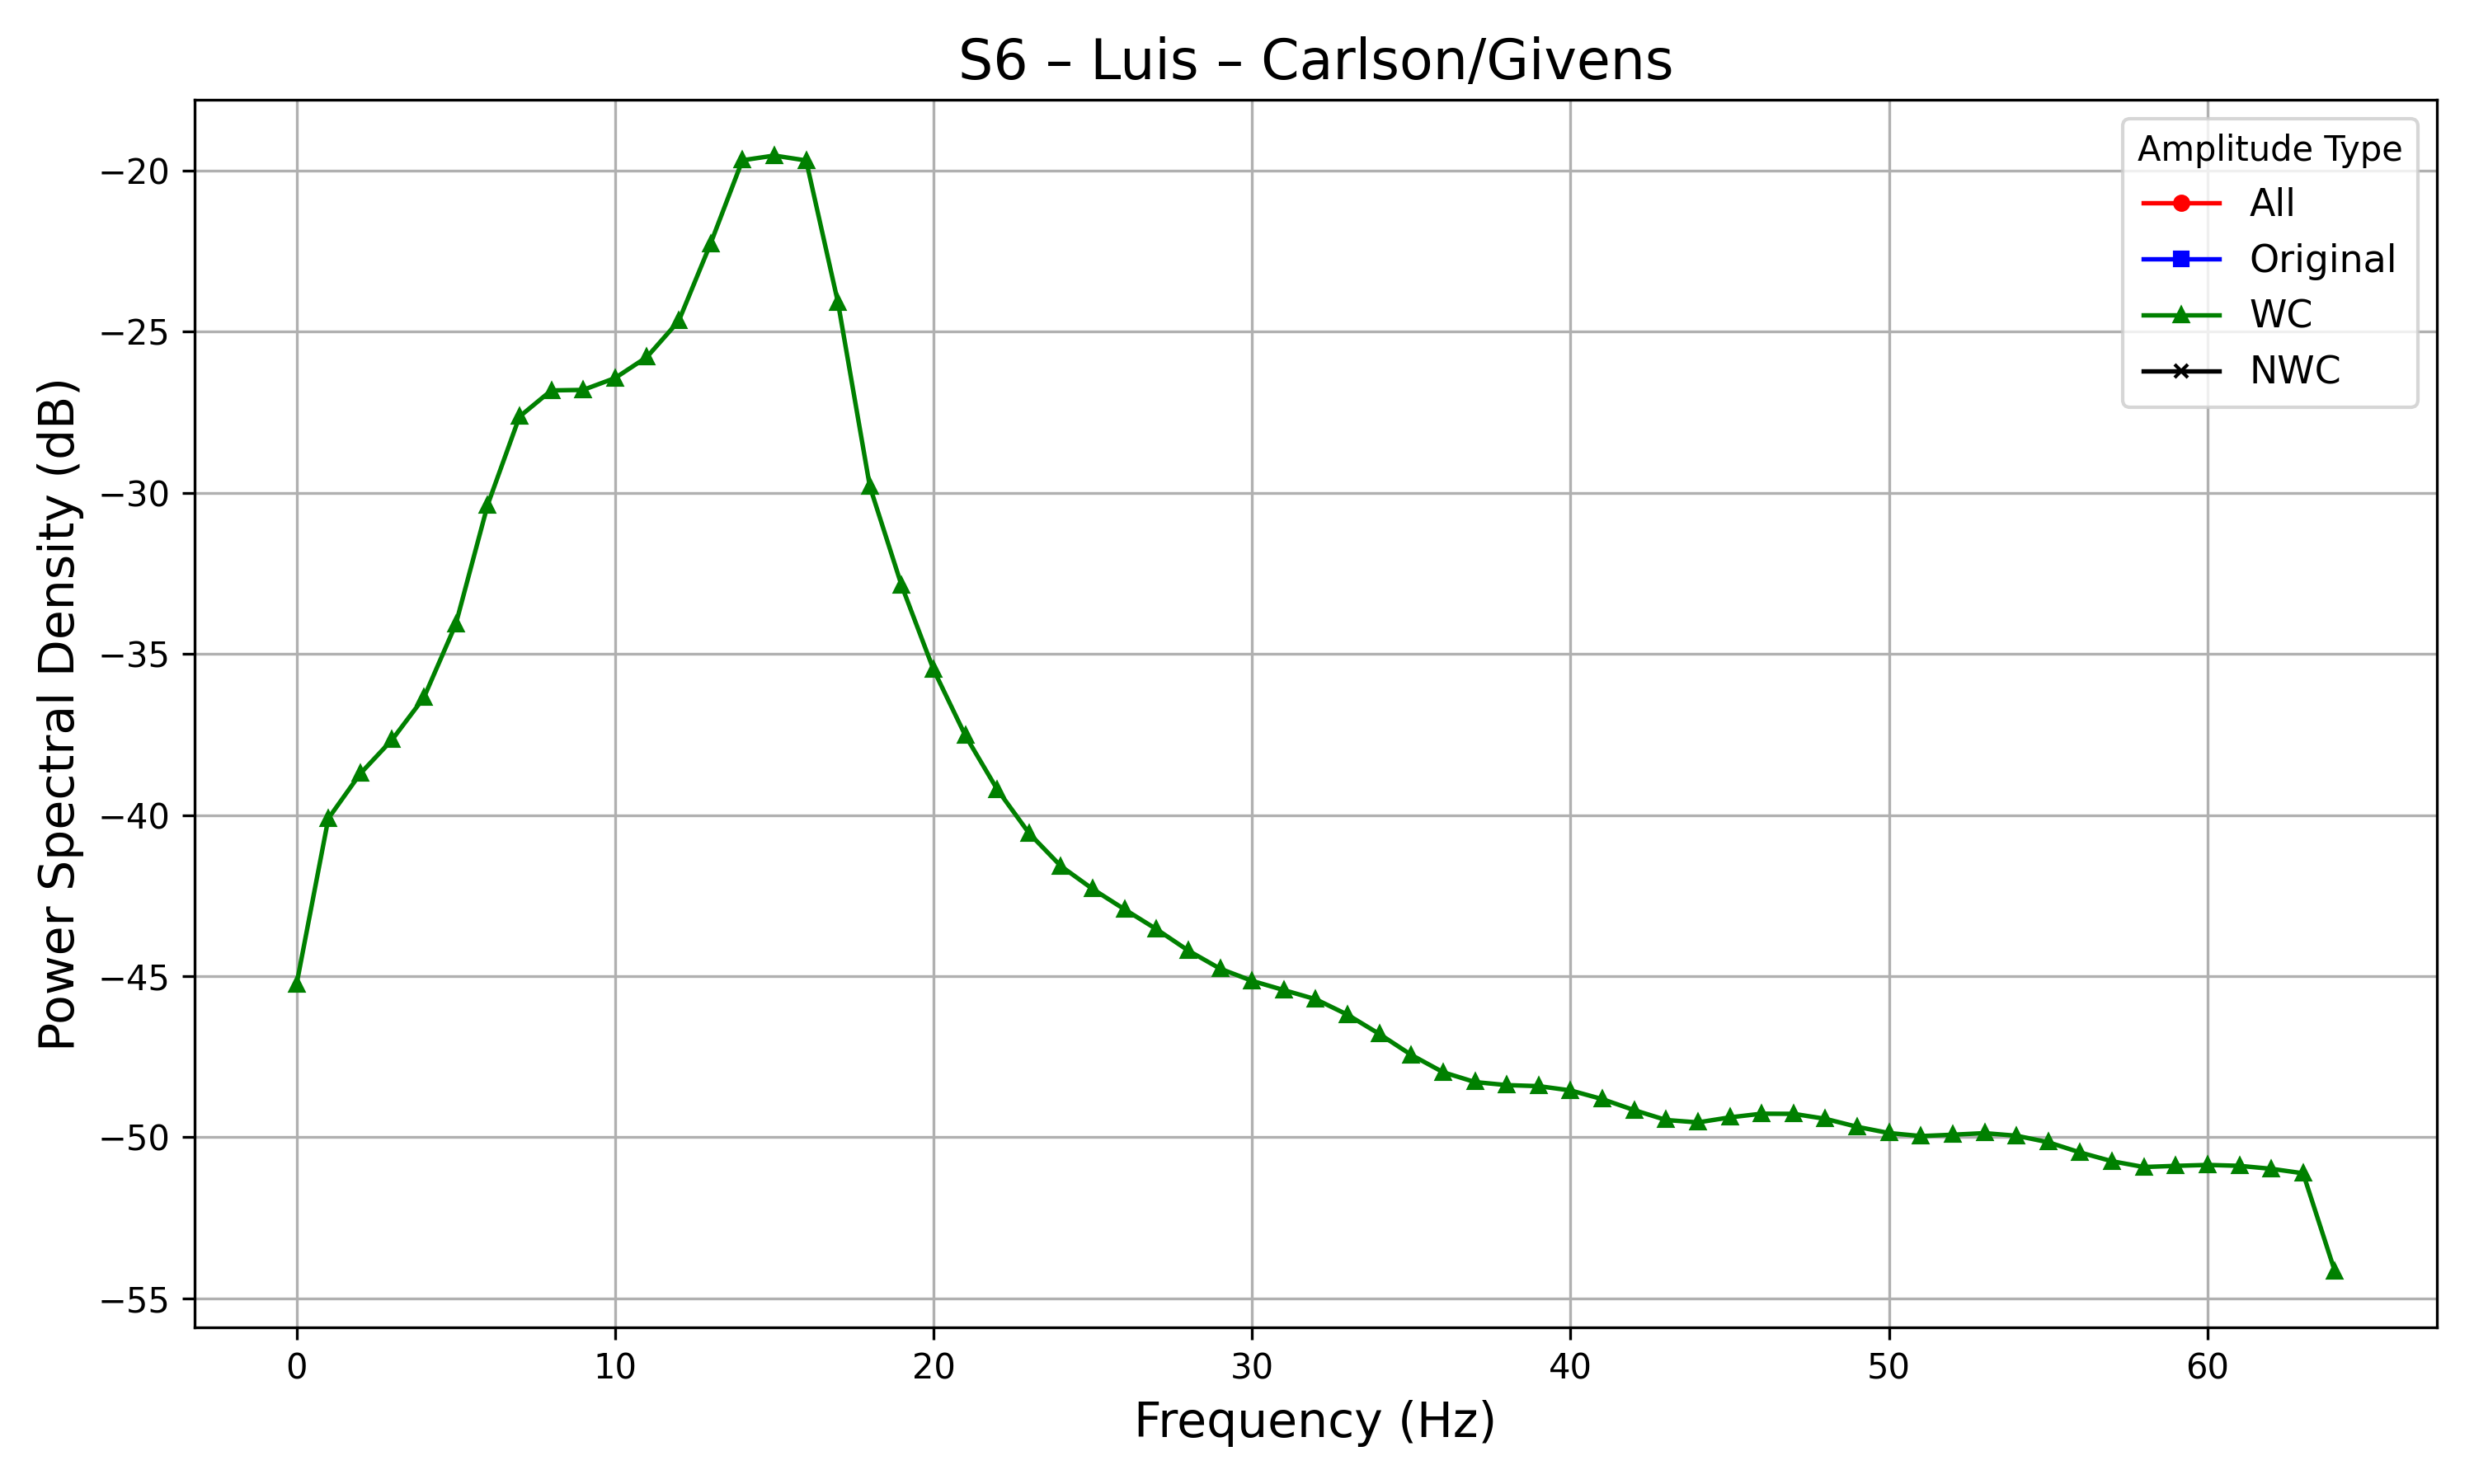 S6 – Luis – Carlson/Givens
Amplitude Type
All
Original
WC
NWC
Power Spectral Density (dB)
−20
−25
−30
−35
−40
−45
−50
−55
0 10 20 30 40 50 60
Frequency (Hz)